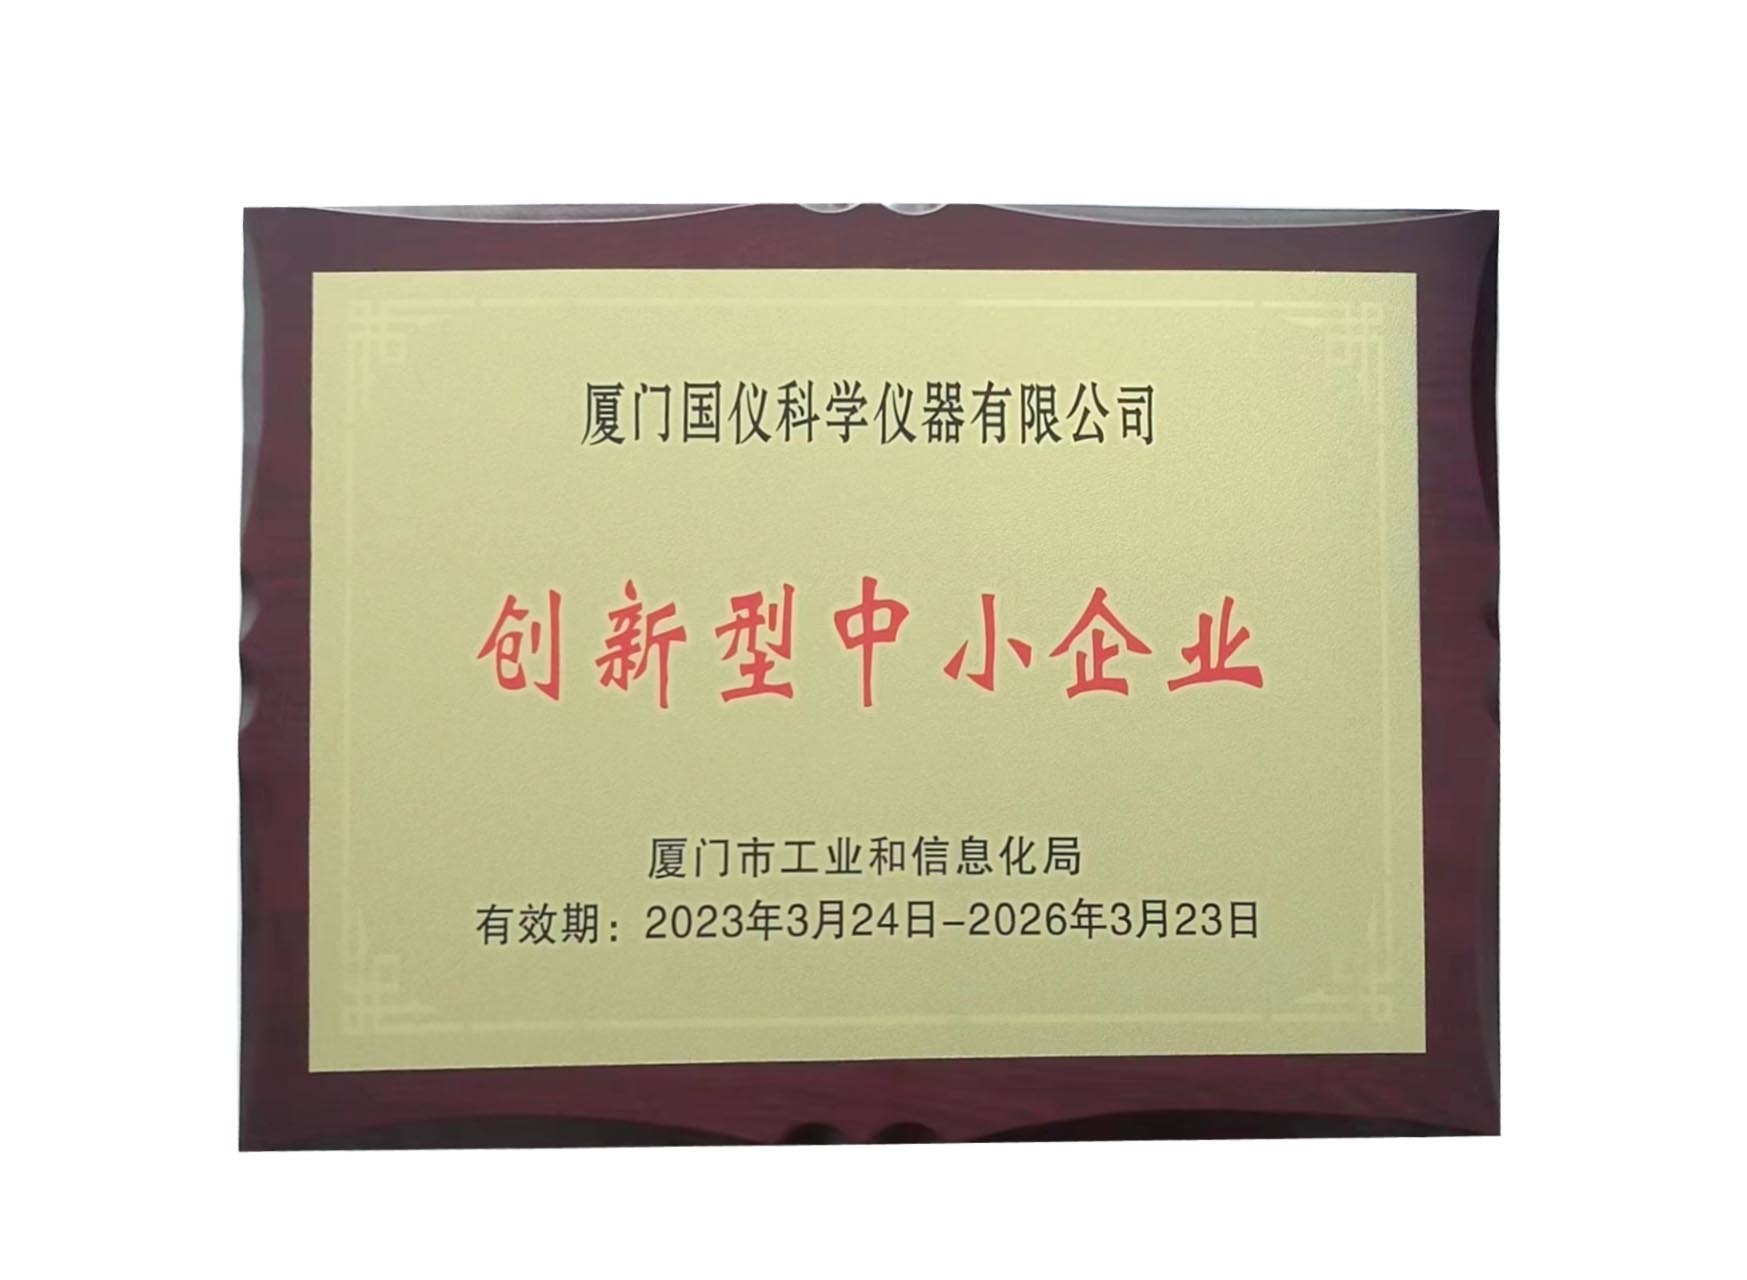 厦门国仪科学仪器有限公司
创新型中小企业
厦门市工业和信息化局
有效期：2023年3月24日-2026年3月23日